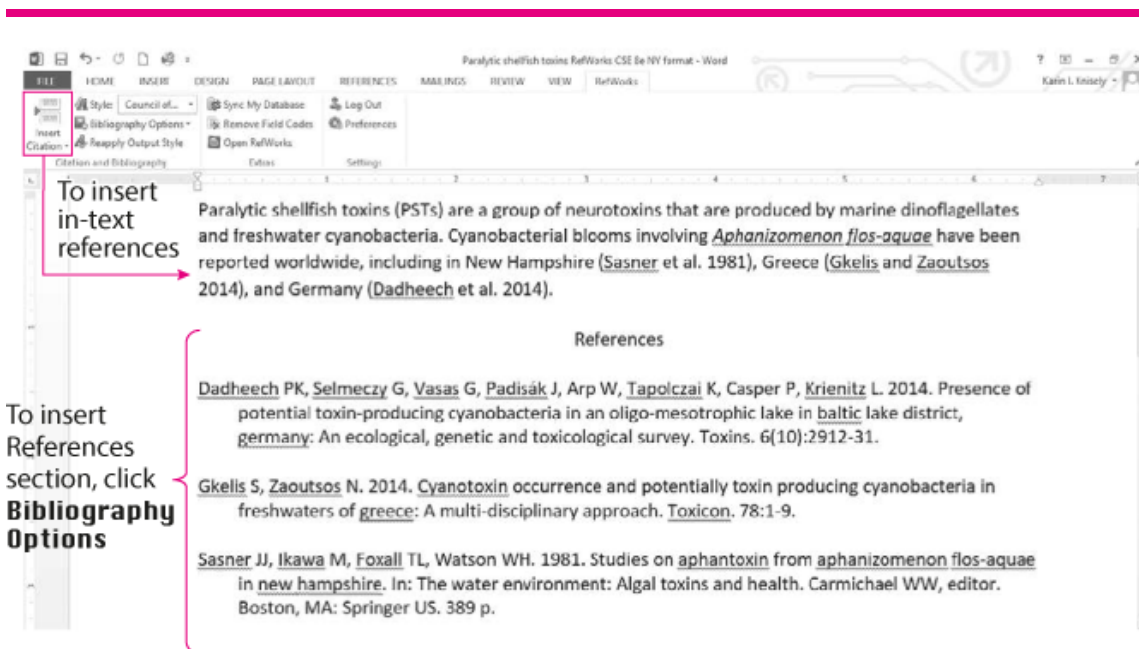 Paralytic shellfish toxins RefWorks CSE 8e NY format - Word
FILE HOME INSERT DESIGN PAGE LAYOUT REFERENCES MAILINGS REVIEW VIEW RefWorks
Karin I. Knisely
Insert
Citation
Style: Council of...
Bibliography Options
Reapply Output Style
Citation and Bibliography
Sync My Database
Remove Field Codes
Open RefWorks
Extras
Log Out
Preferences
Settings
1 2 3 4 5 6 7
To insert
in-text
references
Paralytic shellfish toxins (PSTs) are a group of neurotoxins that are produced by marine dinoflagellates
and freshwater cyanobacteria. Cyanobacterial blooms involving Aphanizomenon flos-aquae have been
reported worldwide, including in New Hampshire (Sasner et al. 1981), Greece (Gkelis and Zaoutsos
2014), and Germany (Dadheech et al. 2014).
References
To insert
References
section, click
Bibliography
Options
Dadheech PK, Selmeczy G, Vasas G, Padisák J, Arp W, Tapolczai K, Casper P, Krienitz L. 2014. Presence of
potential toxin-producing cyanobacteria in an oligo-mesotrophic lake in baltic lake district,
germany: An ecological, genetic and toxicological survey. Toxins. 6(10):2912-31.
Gkelis S, Zaoutsos N. 2014. Cyanotoxin occurrence and potentially toxin producing cyanobacteria in
freshwaters of greece: A multi-disciplinary approach. Toxicon. 78:1-9.
Sasner JJ, Ikawa M, Foxall TL, Watson WH. 1981. Studies on aphantoxin from aphanizomenon flos-aquae
in new hampshire. In: The water environment: Algal toxins and health. Carmichael WW, editor.
Boston, MA: Springer US. 389 p.